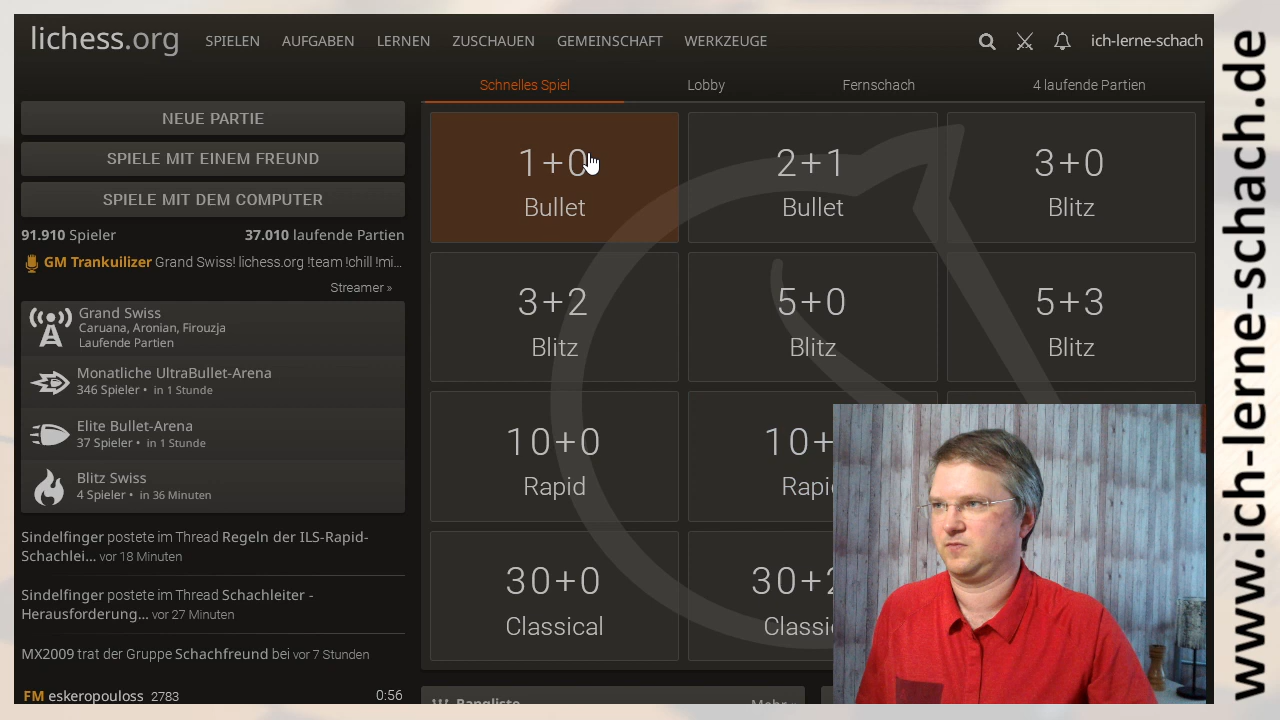 lichess.org SPIELEN AUFGABEN LERNEN ZUSCHAUEN GEMEINSCHAFT WERKZEUGE ich-lerne-schach
Schnelles Spiel Lobby Fernschach 4 laufende Partien
NEUE PARTIE
SPIELE MIT EINEM FREUND
SPIELE MIT DEM COMPUTER
91.910 Spieler 37.010 laufende Partien
GM Trankuilizer Grand Swiss! lichess.org !team !chill !mi...
Streamer »
Grand Swiss
Caruana, Aronian, Firouzja
Laufende Partien
Monatliche UltraBullet-Arena
346 Spieler • in 1 Stunde
Elite Bullet-Arena
37 Spieler • in 1 Stunde
Blitz Swiss
4 Spieler • in 36 Minuten
Sindelfinger postete im Thread Regeln der ILS-Rapid-
Schachlei... vor 18 Minuten
Sindelfinger postete im Thread Schachleiter -
Herausforderung... vor 27 Minuten
MX2009 trat der Gruppe Schachfreund bei vor 7 Stunden
FM eskeropouloss 2783 0:56
1+0
Bullet
2+1
Bullet
3+0
Blitz
3+2
Blitz
5+0
Blitz
5+3
Blitz
10+0
Rapid
10+
Rapi
30+0
Classical
30+2
Classi
Rangliste Mehr »
www.ich-lerne-schach.de